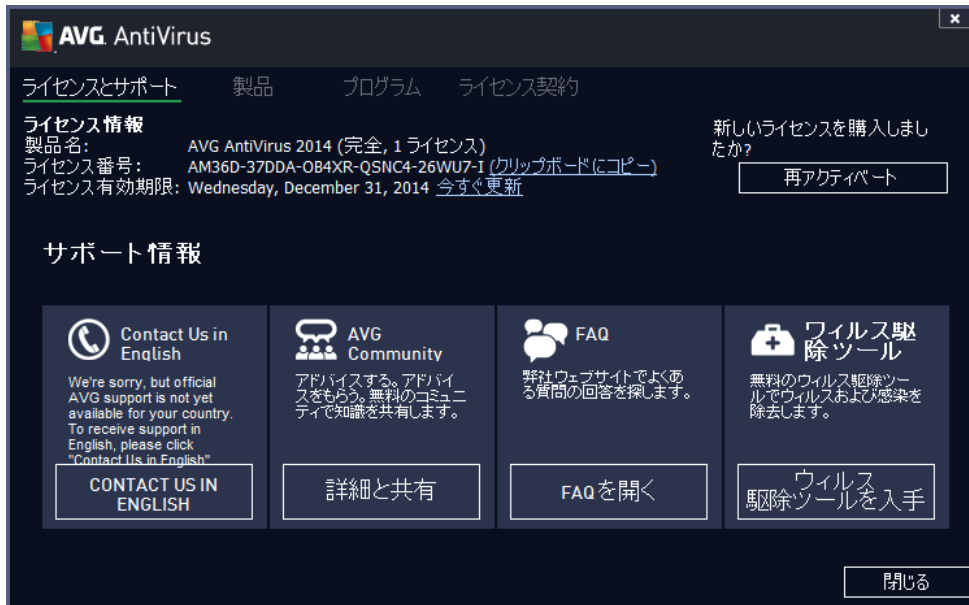 AVG AntiVirus
ライセンスとサポート 製品 プログラム ライセンス契約
ライセンス情報
製品名: AVG AntiVirus 2014 (完全, 1 ライセンス)
ライセンス番号: AM36D-37DDA-OB4XR-QSNC4-26WU7-I (クリップボードにコピー)
ライセンス有効期限: Wednesday, December 31, 2014 今すぐ更新
新しいライセンスを購入しまし
たか?
再アクティベート
サポート情報
Contact Us in
English
We're sorry, but official
AVG support is not yet
available for your country.
To receive support in
English, please click
"Contact Us in English"
CONTACT US IN
ENGLISH
AVG
Community
アドバイスする。アドバイ
スをもらう。無料のコミュニ
ティで知識を共有します。
詳細と共有
FAQ
弊社ウェブサイトでよくあ
る質問の回答を探します。
FAQを開く
ウィルス駆
除ツール
無料のウィルス駆除ツー
ルでウィルスおよび感染を
除去します。
ウィルス
駆除ツールを入手
閉じる